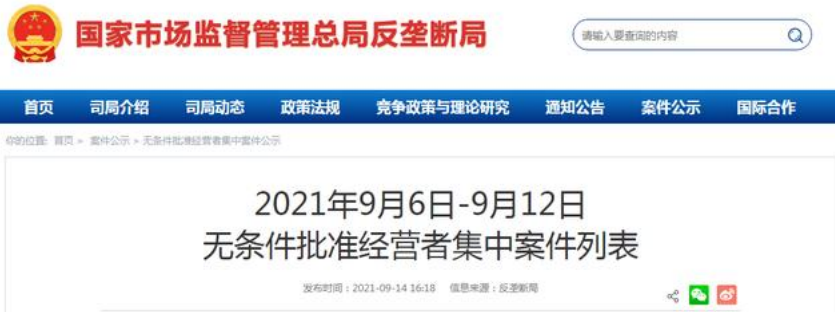 国家市场监督管理总局反垄断局
请输入要查询的内容
首页 司局介绍 司局动态 政策法规 竞争政策与理论研究 通知公告 案件公示 国际合作
你的位置: 首页 > 案件公示 > 无条件批准经营者集中案件公示
2021年9月6日-9月12日
无条件批准经营者集中案件列表
发布时间：2021-09-14 16:18 信息来源：反垄断局